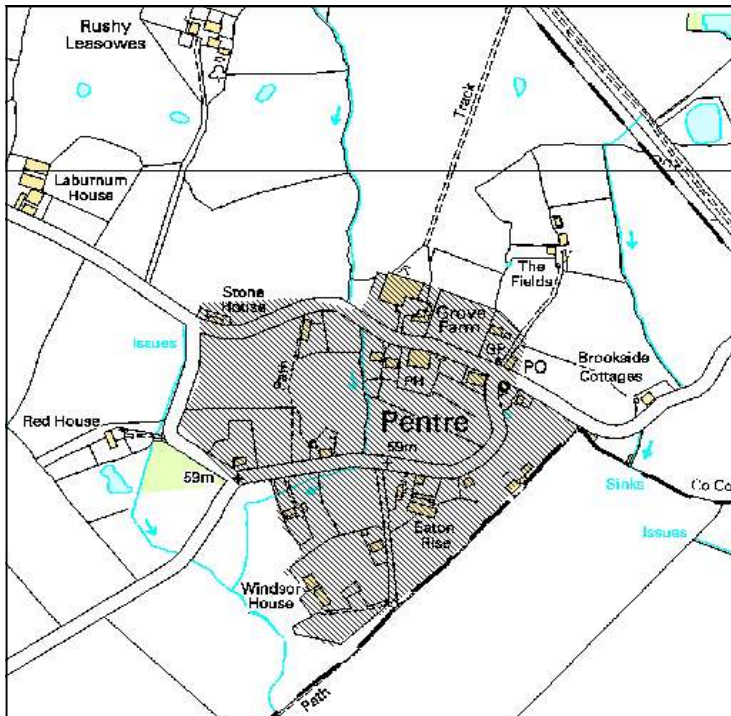 Rushy
Leasowes
Track
Laburnum
House
The
Fields
Stone
House
Grove
Farm
Issues
Path
GP
PO
Brookside
Cottages
PH
Pentre
Red House
59m
59m
Sinks
Co Co
Eaton
Rise
Issues
Windsor
House
Path